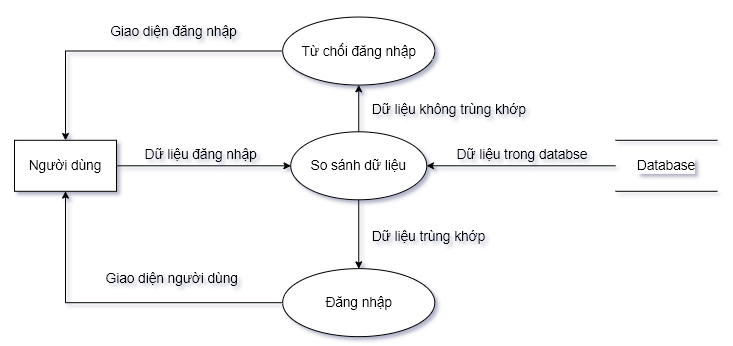 Giao diện đăng nhập
Từ chối đăng nhập
Dữ liệu không trùng khớp
Người dùng
Dữ liệu đăng nhập
So sánh dữ liệu
Dữ liệu trong databse
Database
Dữ liệu trùng khớp
Giao diện người dùng
Đăng nhập